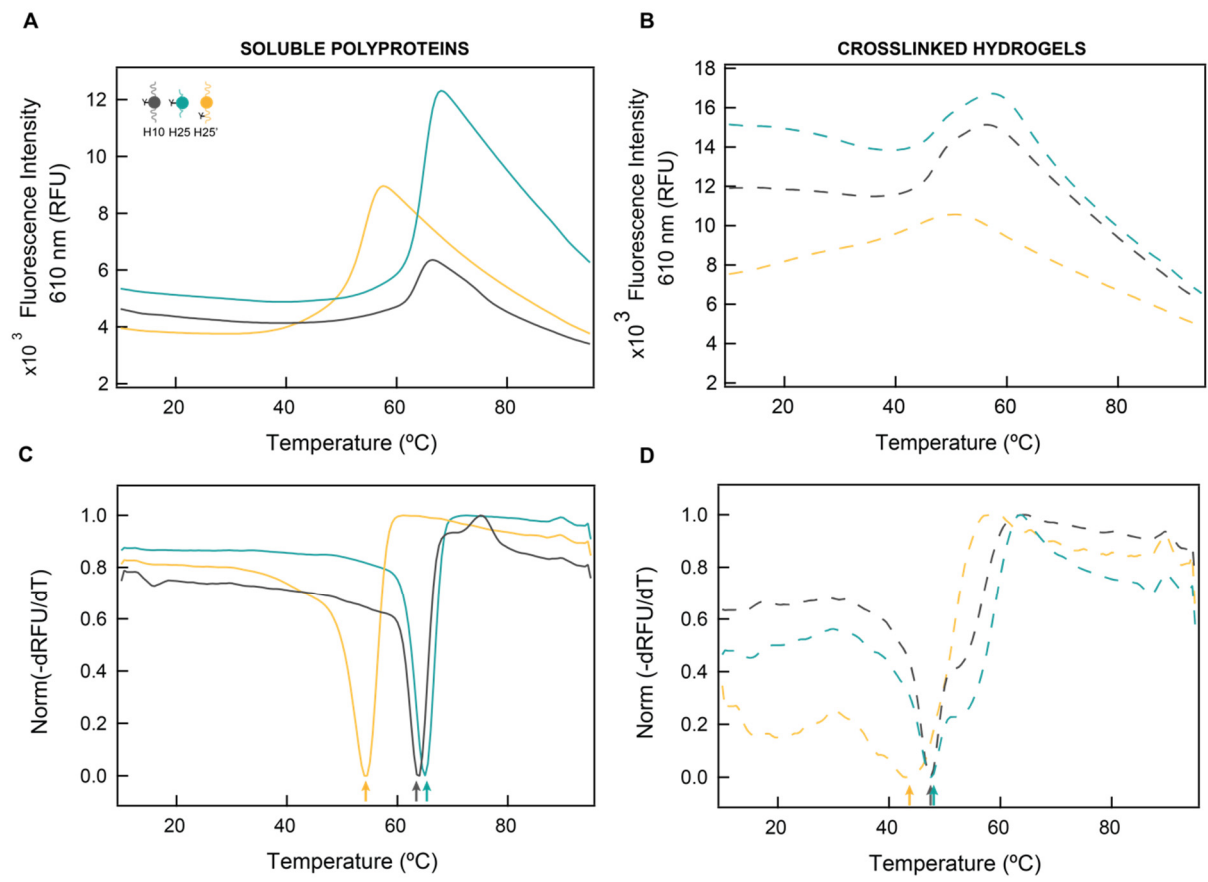 A
SOLUBLE POLYPROTEINS
x10 3 Fluorescence Intensity
610 nm (RFU)
12
10
8
6
4
2
H10 H25 H25'
20 40 60 80
Temperature (ºC)
B
CROSSLINKED HYDROGELS
x10 3 Fluorescence Intensity
610 nm (RFU)
18
16
14
12
10
8
6
4
2
20 40 60 80
Temperature (ºC)
C
Norm(-dRFU/dT)
1.0
0.8
0.6
0.4
0.2
0.0
20 40 60 80
Temperature (ºC)
D
Norm (-dRFU/dT)
1.0
0.8
0.6
0.4
0.2
0.0
20 40 60 80
Temperature (ºC)